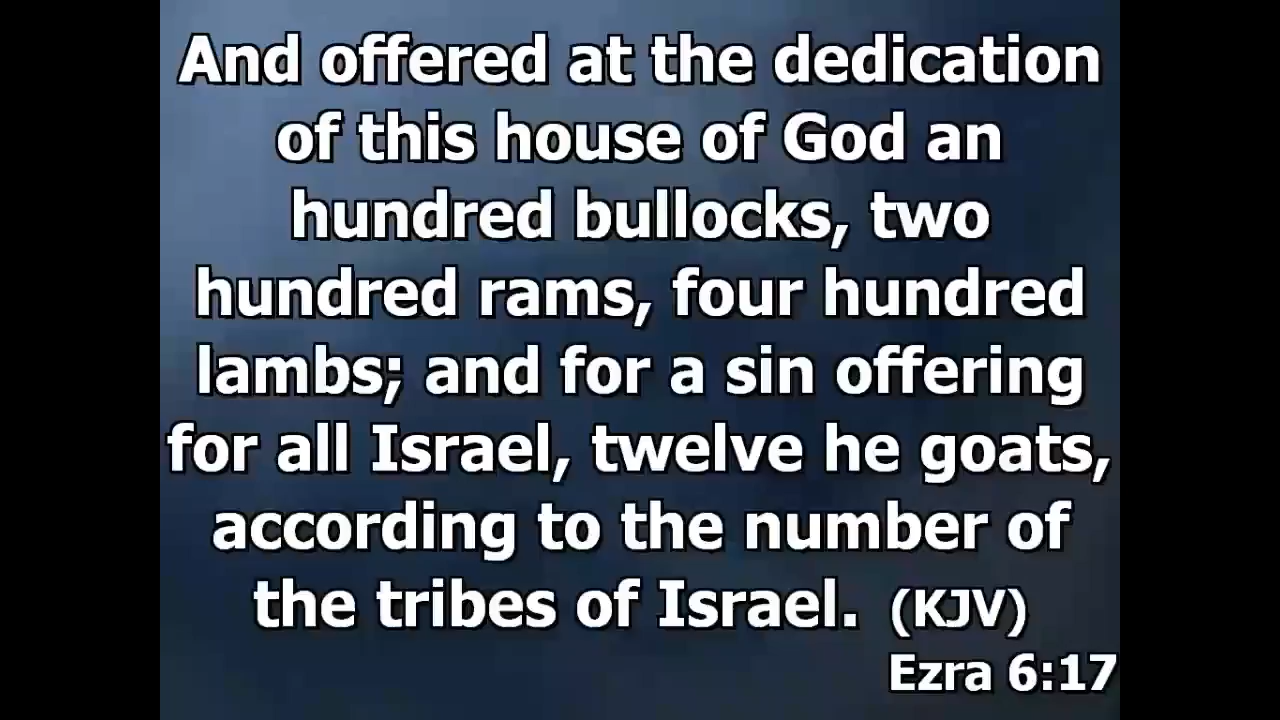 And offered at the dedication
of this house of God an
hundred bullocks, two
hundred rams, four hundred
lambs; and for a sin offering
for all Israel, twelve he goats,
according to the number of
the tribes of Israel. (KJV)
Ezra 6:17